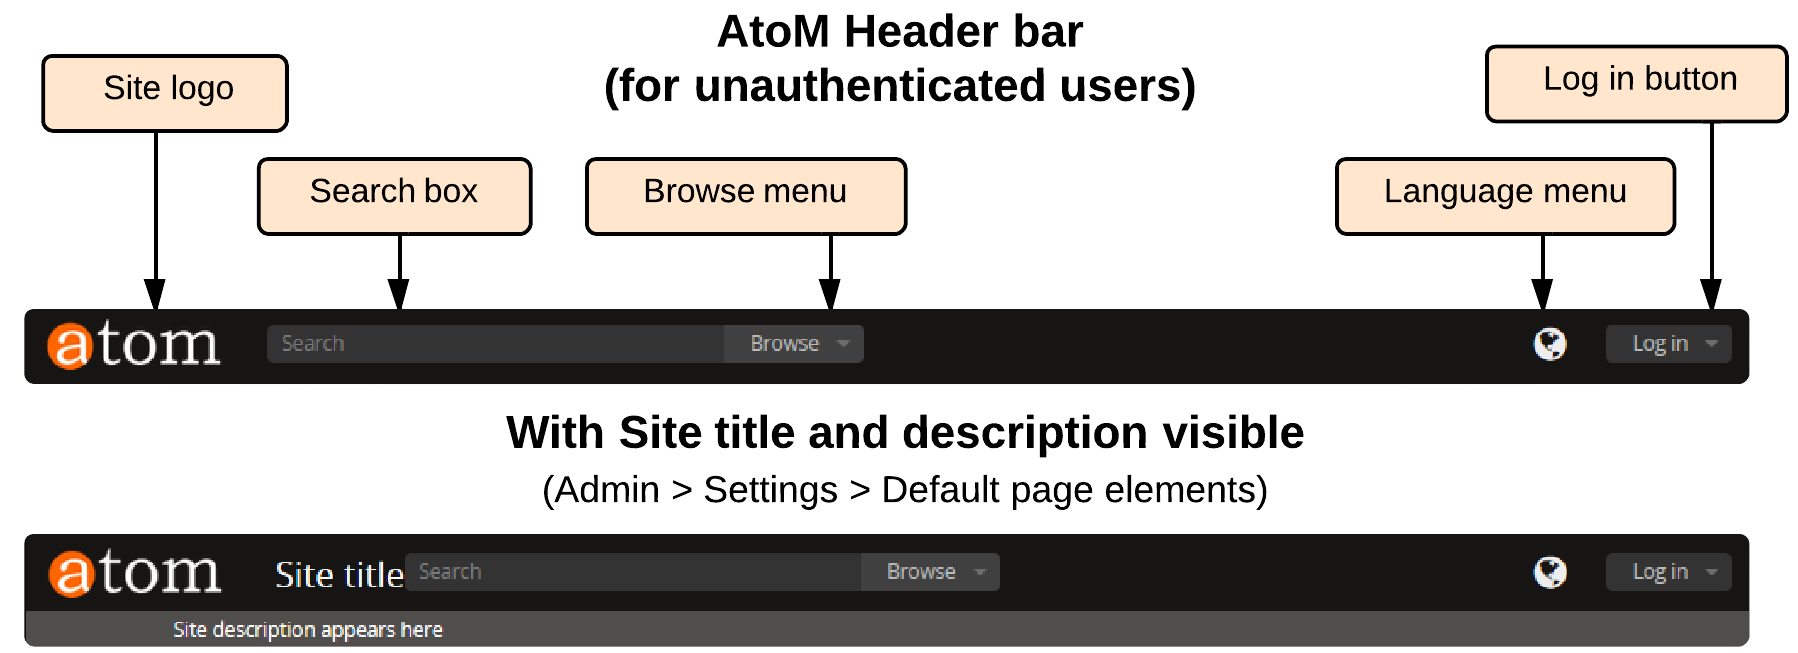 AtoM Header bar
(for unauthenticated users)
Site logo
Log in button
Search box
Browse menu
Language menu
atom
Search
Browse
Log in
With Site title and description visible
(Admin > Settings > Default page elements)
atom
Site title
Search
Browse
Log in
Site description appears here